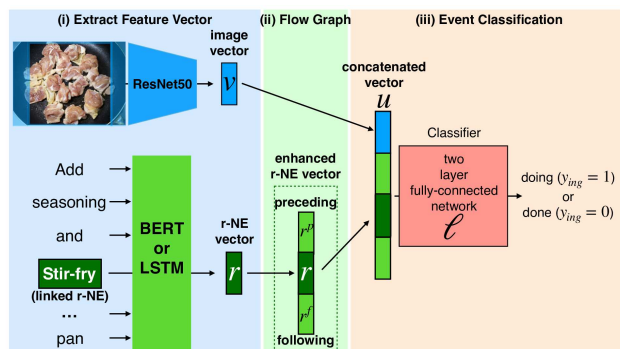 (i) Extract Feature Vector
(ii) Flow Graph
(iii) Event Classification
image
vector
ResNet50
v
concatenated
vector
u
Classifier
two
layer
fully-connected
network
ℓ
doing (y_ing = 1)
or
done (y_ing = 0)
Add
seasoning
and
Stir-fry
(linked r-NE)
...
pan
BERT
or
LSTM
r-NE
vector
r
enhanced
r-NE vector
preceding
r^p
r
r^f
following